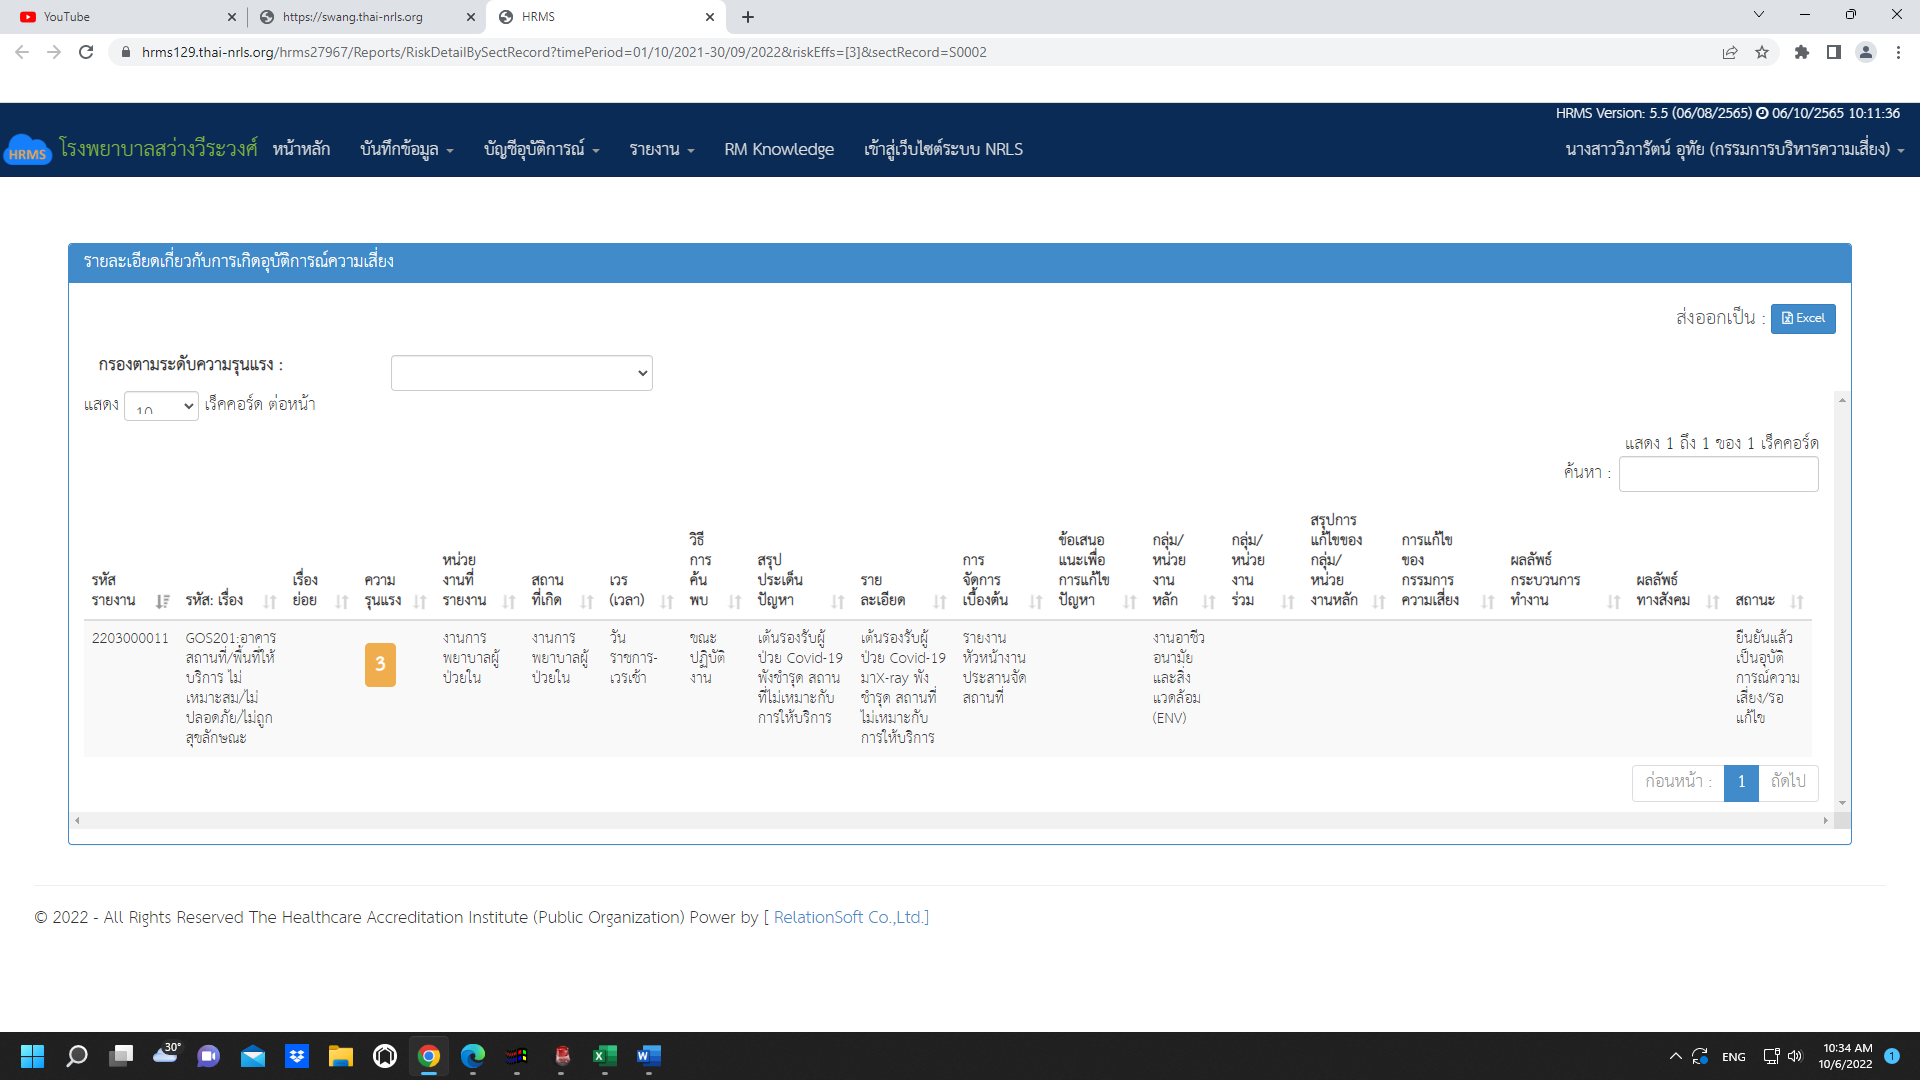 YouTube
https://swang.thai-nrls.org
HRMS
hrms129.thai-nrls.org/hrms27967/Reports/RiskDetailBySectRecord?timePeriod=01/10/2021-30/09/2022&riskEffs=[3]&sectRecord=S0002
HRMS Version: 5.5 (06/08/2565) 06/10/2565 10:11:36
HRMS โรงพยาบาลสว่างวีระวงศ์ หน้าหลัก บันทึกข้อมูล บัญชีอุบัติการณ์ รายงาน RM Knowledge เข้าสู่เว็บไซต์ระบบ NRLS นางสาววิภารัตน์ อุทัย (กรรมการบริหารความเสี่ยง)
รายละเอียดเกี่ยวกับการเกิดอุบัติการณ์ความเสี่ยง
ส่งออกเป็น : Excel
กรองตามระดับความรุนแรง :
แสดง 10 เร็คคอร์ด ต่อหน้า
แสดง 1 ถึง 1 ของ 1 เร็คคอร์ด
ค้นหา :
รหัส
รายงาน
รหัส: เรื่อง
เรื่อง
ย่อย
ความ
รุนแรง
หน่วย
งานที่
รายงาน
สถาน
ที่เกิด
เวร
(เวลา)
วิธี
การ
ค้น
พบ
สรุป
ประเด็น
ปัญหา
ราย
ละเอียด
การ
จัดการ
เบื้องต้น
ข้อเสนอ
แนะเพื่อ
การแก้ไข
ปัญหา
กลุ่ม/
หน่วย
งาน
หลัก
กลุ่ม/
หน่วย
งาน
ร่วม
สรุปการ
แก้ไขของ
กลุ่ม/
หน่วย
งานหลัก
การแก้ไข
ของ
กรรมการ
ความเสี่ยง
ผลลัพธ์
กระบวนการ
ทำงาน
ผลลัพธ์
ทางสังคม
สถานะ
2203000011
GOS201:อาคาร
สถานที่/พื้นที่ให้
บริการ ไม่
เหมาะสม/ไม่
ปลอดภัย/ไม่ถูก
สุขลักษณะ
3
งานการ
พยาบาลผู้
ป่วยใน
งานการ
พยาบาลผู้
ป่วยใน
วัน
ราชการ-
เวรเช้า
ขณะ
ปฏิบัติ
งาน
เต้นรองรับผู้
ป่วย Covid-19
พังชำรุด สถาน
ที่ไม่เหมาะกับ
การให้บริการ
เต้นรองรับผู้
ป่วย Covid-19
มาX-ray พัง
ชำรุด สถานที่
ไม่เหมาะกับ
การให้บริการ
รายงาน
หัวหน้างาน
ประสานจัด
สถานที่
งานอาชีว
อนามัย
และสิ่ง
แวดล้อม
(ENV)
ยืนยันแล้ว
เป็นอุบัติ
การณ์ความ
เสี่ยง/รอ
แก้ไข
ก่อนหน้า : 1 ถัดไป
© 2022 - All Rights Reserved The Healthcare Accreditation Institute (Public Organization) Power by [ RelationSoft Co.,Ltd.]
30°
ENG
10:34 AM
10/6/2022
1